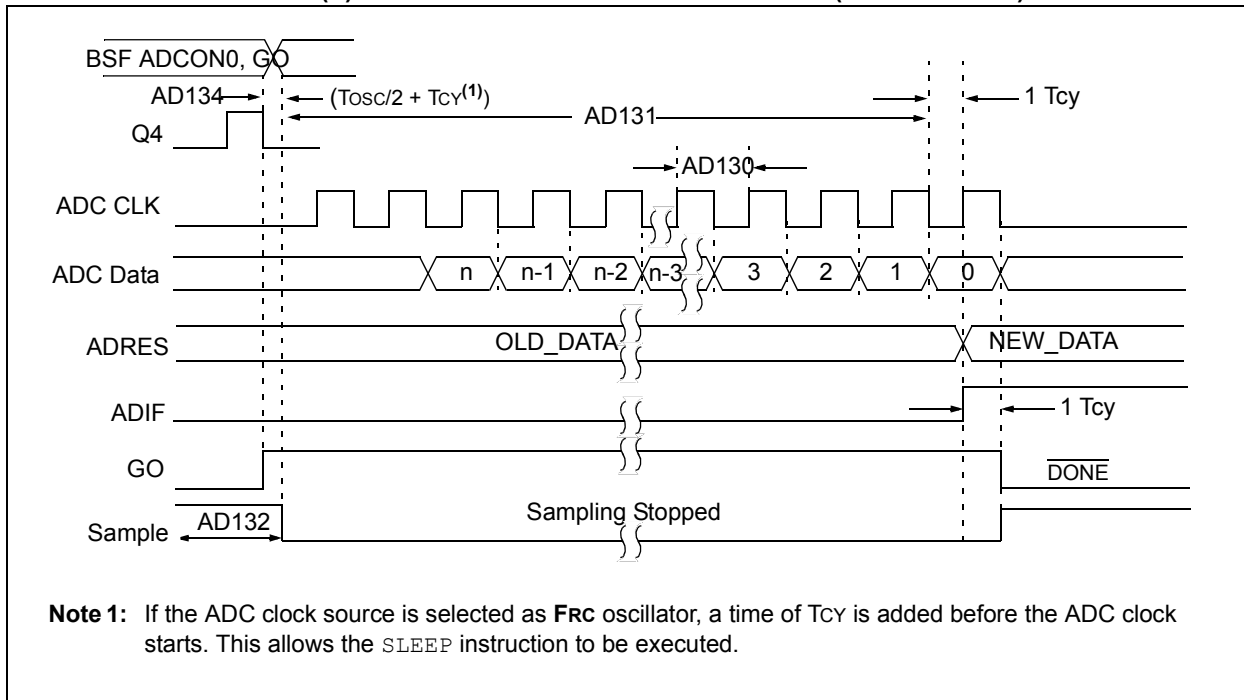 BSF ADCON0, GO
AD134
(TOSC/2 + TCY(1))
1 Tcy
AD131
Q4
AD130
ADC CLK
ADC Data
n
n-1
n-2
n-3
3
2
1
0
OLD_DATA
NEW_DATA
ADRES
ADIF
1 Tcy
GO
DONE
Sample
AD132
Sampling Stopped
Note 1: If the ADC clock source is selected as FRC oscillator, a time of TCY is added before the ADC clock
starts. This allows the SLEEP instruction to be executed.